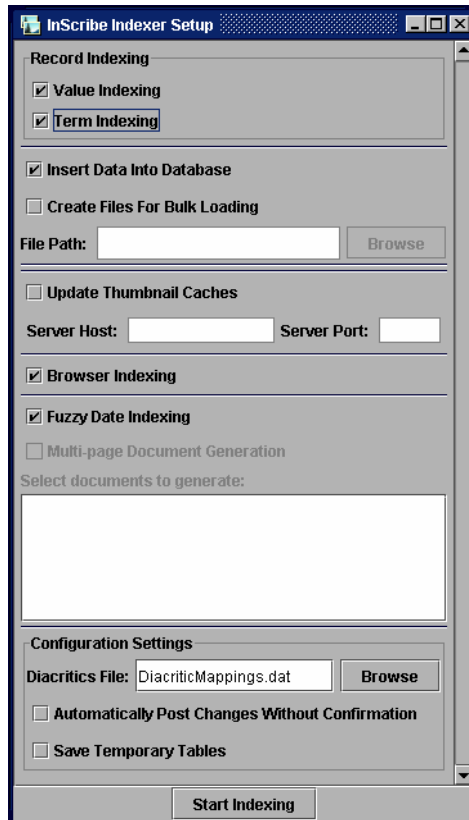 InScribe Indexer Setup
Record Indexing
Value Indexing
Term Indexing
Insert Data Into Database
Create Files For Bulk Loading
File Path: Browse
Update Thumbnail Caches
Server Host: Server Port:
Browser Indexing
Fuzzy Date Indexing
Multi-page Document Generation
Select documents to generate:
Configuration Settings
Diacritics File: DiacriticMappings.dat Browse
Automatically Post Changes Without Confirmation
Save Temporary Tables
Start Indexing